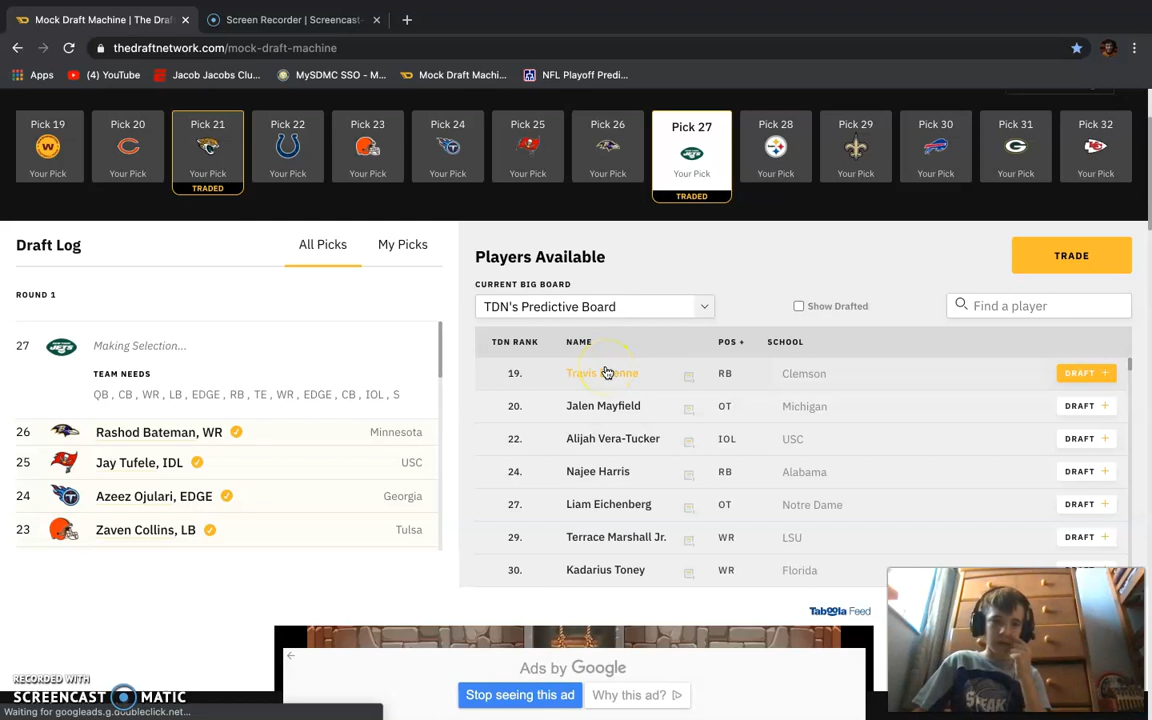 Mock Draft Machine | The Draf
Screen Recorder | Screencast-
thedraftnetwork.com/mock-draft-machine
Apps
(4) YouTube
Jacob Jacobs Clu...
MySDMC SSO - M...
Mock Draft Machi...
NFL Playoff Predi...
Pick 19 Pick 20 Pick 21 Pick 22 Pick 23 Pick 24 Pick 25 Pick 26 Pick 27 Pick 28 Pick 29 Pick 30 Pick 31 Pick 32
Your Pick Your Pick Your Pick Your Pick Your Pick Your Pick Your Pick Your Pick Your Pick Your Pick Your Pick Your Pick Your Pick Your Pick
TRADED TRADED
Draft Log
All Picks
My Picks
ROUND 1
27 Making Selection...
TEAM NEEDS
QB , CB , WR , LB , EDGE , RB , TE , WR , EDGE , CB , IOL , S
26 Rashod Bateman, WR Minnesota
25 Jay Tufele, IDL USC
24 Azeez Ojulari, EDGE Georgia
23 Zaven Collins, LB Tulsa
Players Available
TRADE
CURRENT BIG BOARD
TDN's Predictive Board
Show Drafted
Find a player
TDN RANK NAME POS + SCHOOL
19. Travis RB Clemson DRAFT +
20. Jalen Mayfield OT Michigan DRAFT +
22. Alijah Vera-Tucker IOL USC DRAFT +
24. Najee Harris RB Alabama DRAFT +
27. Liam Eichenberg OT Notre Dame DRAFT +
29. Terrace Marshall Jr. WR LSU DRAFT +
30. Kadarius Toney WR Florida
Taboola Feed
Ads by Google
Stop seeing this ad
Why this ad?
RECORDED WITH
SCREENCAST MATIC
Waiting for googleads.g.doubleclick.net...
SPEAK